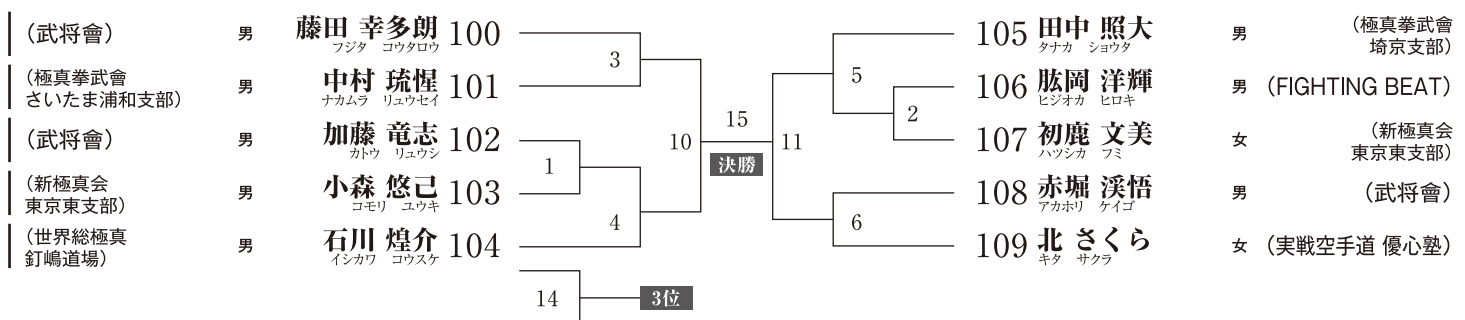 （武将會） 男 藤田 幸多朗 100
フジタ コウタロウ
（極真拳武會
さいたま浦和支部） 男 中村 琉惺 101
ナカムラ リュウセイ
（武将會） 男 加藤 竜志 102
カトウ リュウシ
（新極真会
東京東支部） 男 小森 悠己 103
コモリ ユウキ
（世界総極真
釘嶋道場） 男 石川 煌介 104
イシカワ コウスケ
3
1
4
10
15
決勝
11
5
2
6
14
3位
105 田中 照大 男 （極真拳武會
タナカ ショウタ
埼京支部）
106 肱岡 洋輝 男 （FIGHTING BEAT）
ヒジオカ ヒロキ
107 初鹿 文美 女 （新極真会
ハツシカ フミ
東京東支部）
108 赤堀 渓悟 男 （武将會）
アカホリ ケイゴ
109 北 さくら 女 （実戦空手道 優心塾）
キタ サクラ